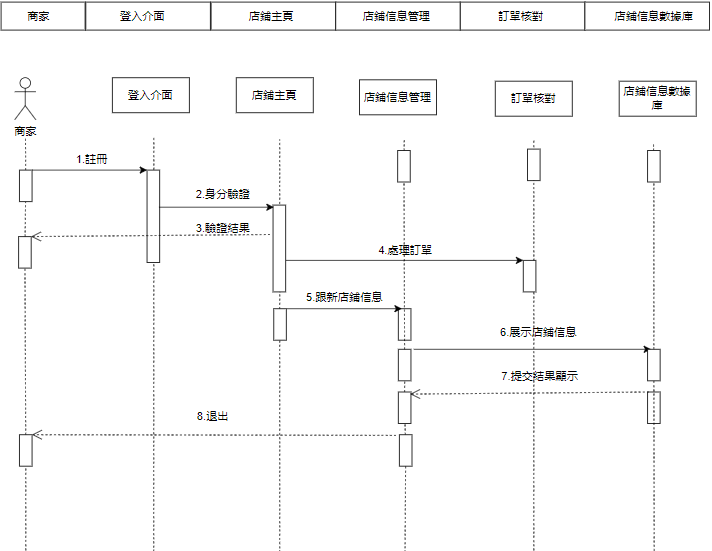 商家
登入介面
店鋪主頁
店鋪信息管理
訂單核對
店鋪信息數據庫
登入介面
店鋪主頁
店鋪信息管理
訂單核對
店鋪信息數據
庫
商家
1.註冊
2.身分驗證
3.驗證結果
4.處理訂單
5.跟新店鋪信息
6.展示店鋪信息
7.提交結果顯示
8.退出